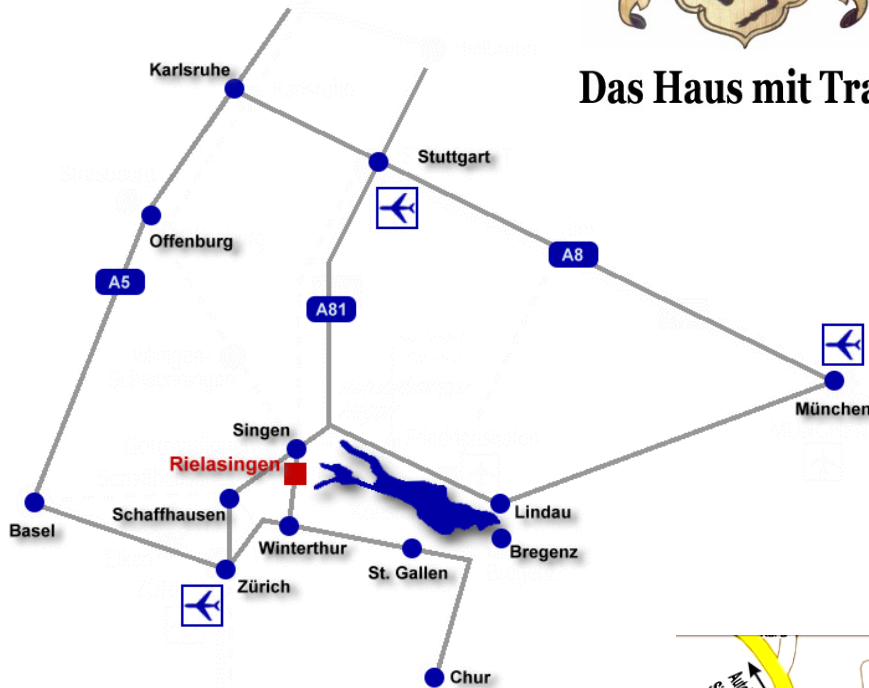 Das Haus mit Tra
Karlsruhe
Stuttgart
Offenburg
A5
A8
A81
München
Singen
Rielasingen
Schaffhausen
Basel
Winterthur
Lindau
Bregenz
St. Gallen
Zürich
Chur